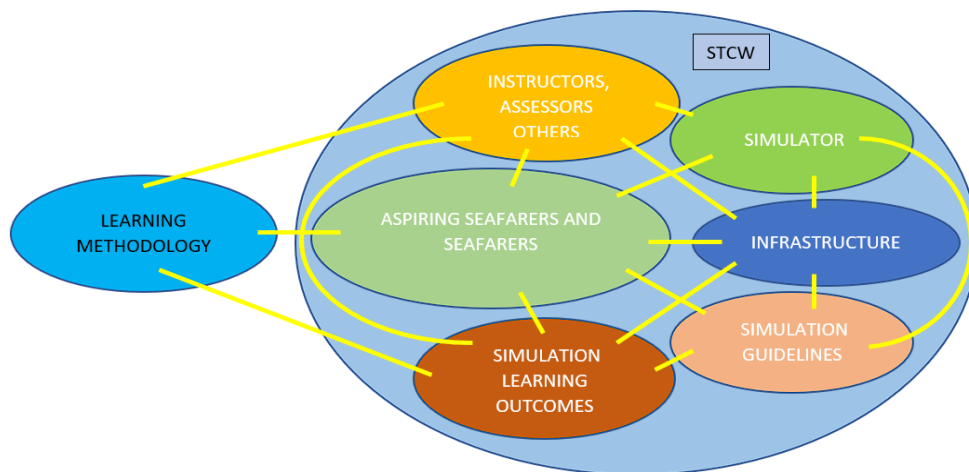 STCW
INSTRUCTORS,
ASSESSORS
OTHERS
SIMULATOR
LEARNING
METHODOLOGY
ASPIRING SEAFARERS AND
SEAFARERS
INFRASTRUCTURE
SIMULATION
GUIDELINES
SIMULATION
LEARNING
OUTCOMES